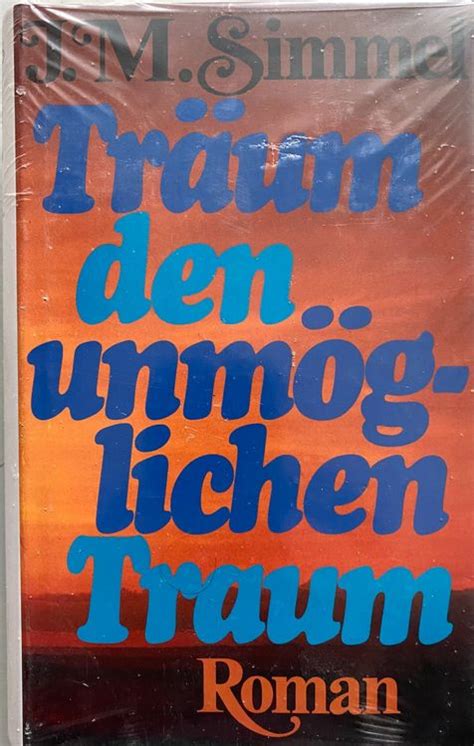 J.M.Simmel
Träum
den
unmög-
lichen
Traum
Roman